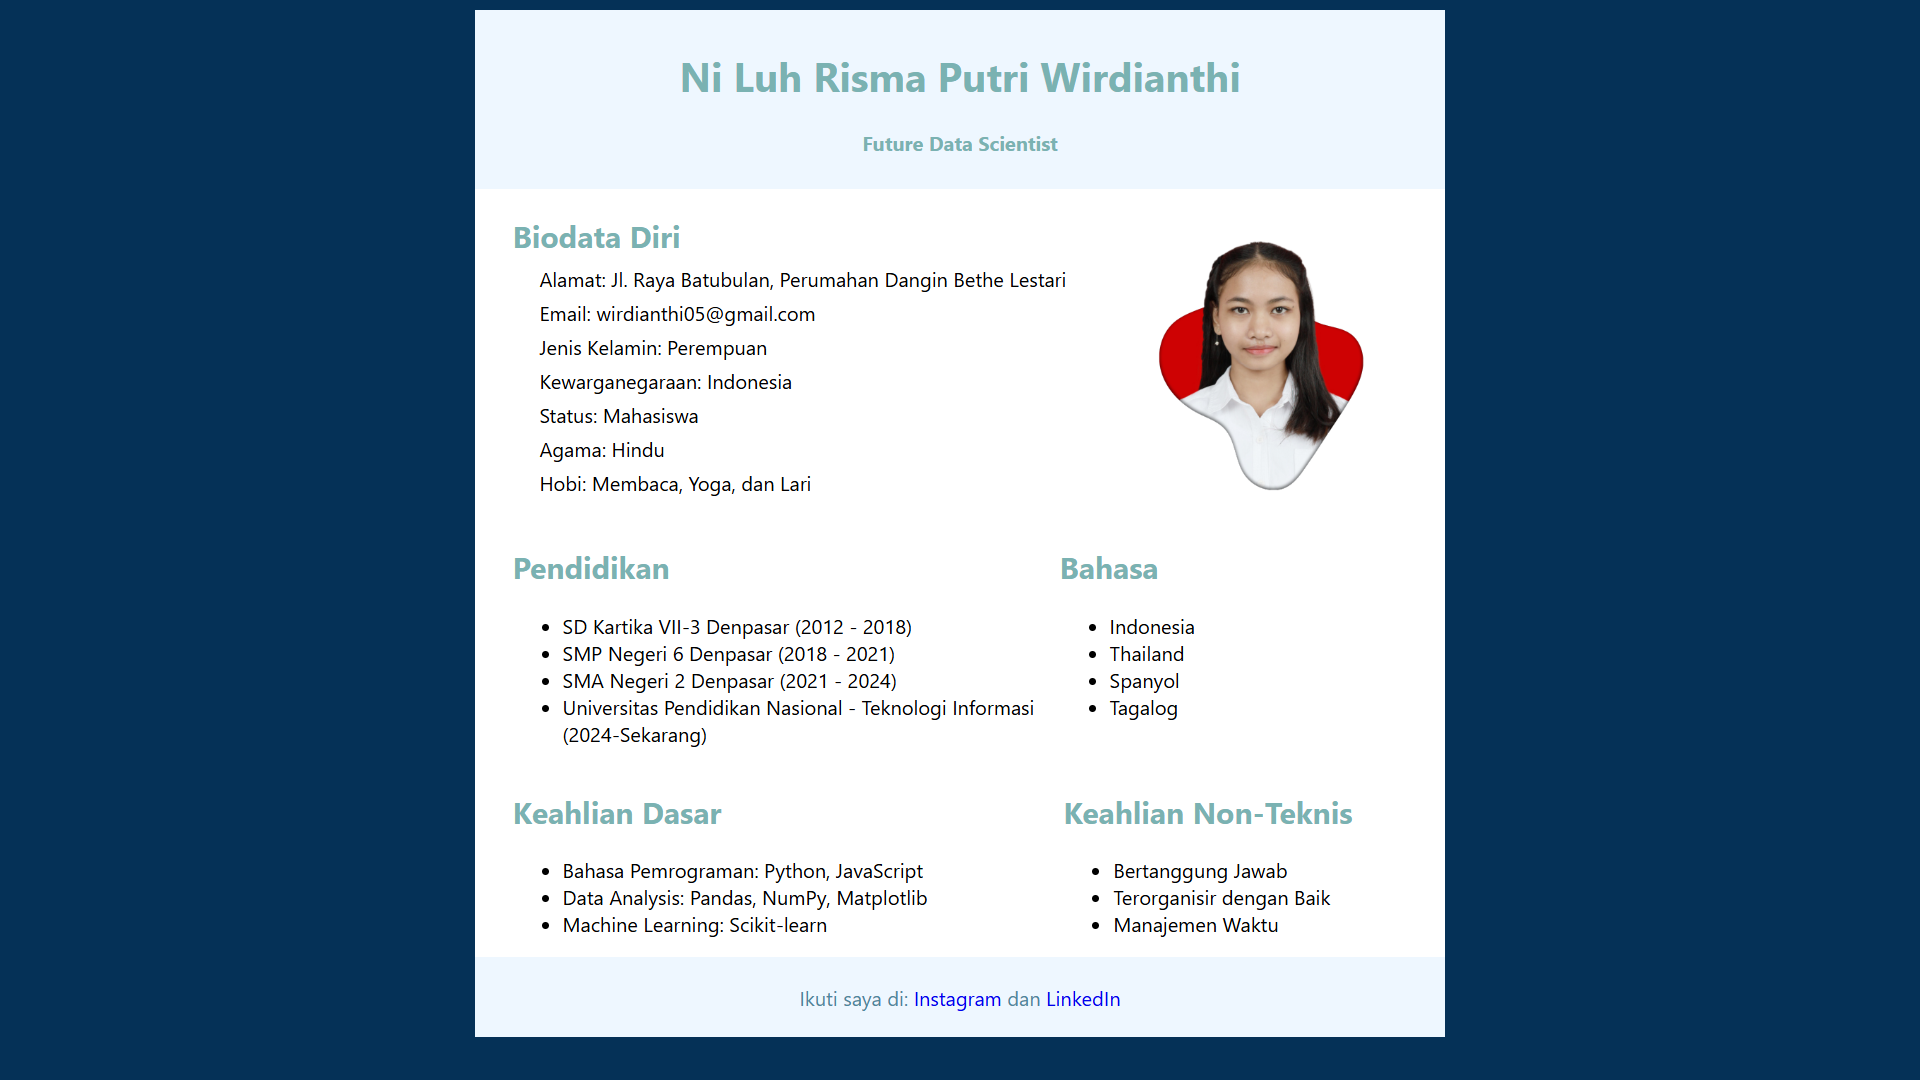 Ni Luh Risma Putri Wirdianthi
Future Data Scientist
Biodata Diri
Alamat: Jl. Raya Batubulan, Perumahan Dangin Bethe Lestari
Email: wirdianthi05@gmail.com
Jenis Kelamin: Perempuan
Kewarganegaraan: Indonesia
Status: Mahasiswa
Agama: Hindu
Hobi: Membaca, Yoga, dan Lari
Pendidikan
• SD Kartika VII-3 Denpasar (2012 - 2018)
• SMP Negeri 6 Denpasar (2018 - 2021)
• SMA Negeri 2 Denpasar (2021 - 2024)
• Universitas Pendidikan Nasional - Teknologi Informasi
(2024-Sekarang)
Bahasa
• Indonesia
• Thailand
• Spanyol
• Tagalog
Keahlian Dasar
• Bahasa Pemrograman: Python, JavaScript
• Data Analysis: Pandas, NumPy, Matplotlib
• Machine Learning: Scikit-learn
Keahlian Non-Teknis
• Bertanggung Jawab
• Terorganisir dengan Baik
• Manajemen Waktu
Ikuti saya di: Instagram dan LinkedIn